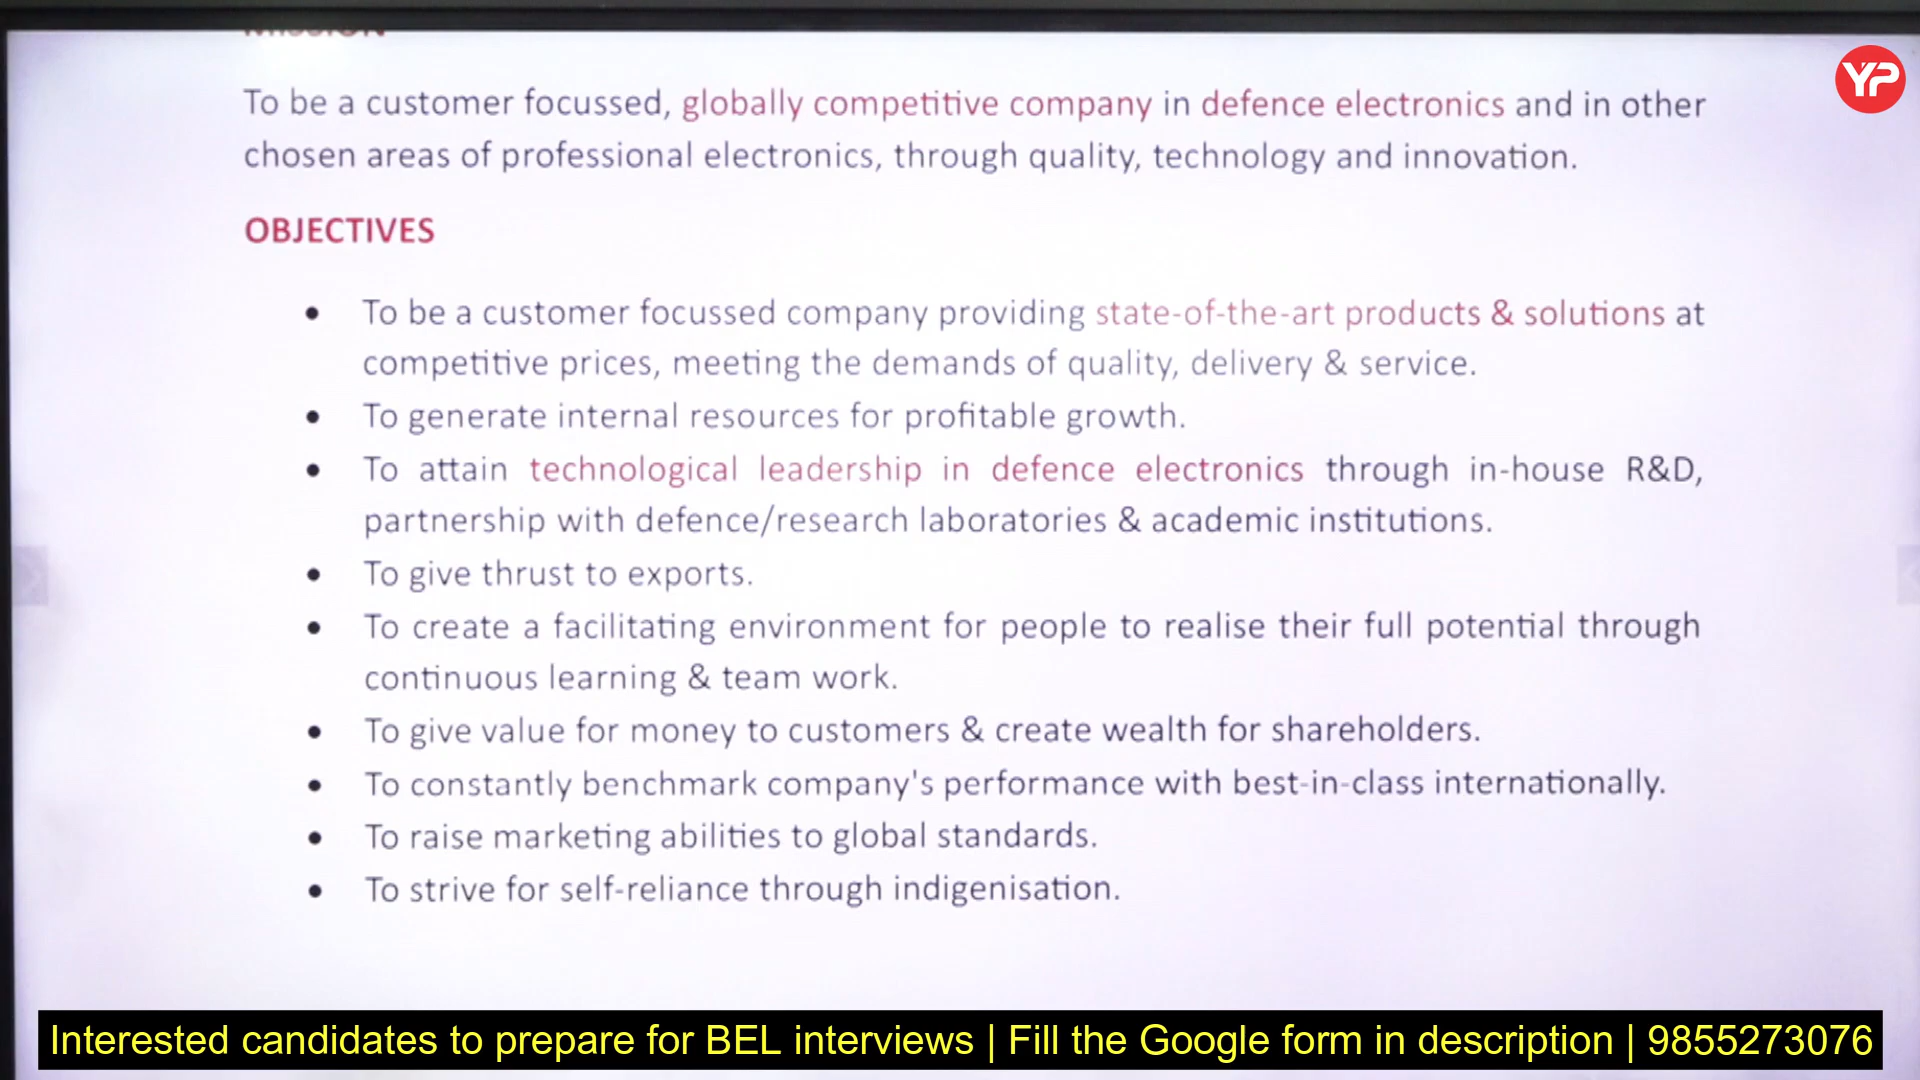 MISSION
YP
To be a customer focussed, globally competitive company in defence electronics and in other
chosen areas of professional electronics, through quality, technology and innovation.
OBJECTIVES
• To be a customer focussed company providing state-of-the-art products & solutions at
competitive prices, meeting the demands of quality, delivery & service.
• To generate internal resources for profitable growth.
• To attain technological leadership in defence electronics through in-house R&D,
partnership with defence/research laboratories & academic institutions.
• To give thrust to exports.
• To create a facilitating environment for people to realise their full potential through
continuous learning & team work.
• To give value for money to customers & create wealth for shareholders.
• To constantly benchmark company's performance with best-in-class internationally.
• To raise marketing abilities to global standards.
• To strive for self-reliance through indigenisation.
Interested candidates to prepare for BEL interviews | Fill the Google form in description | 9855273076